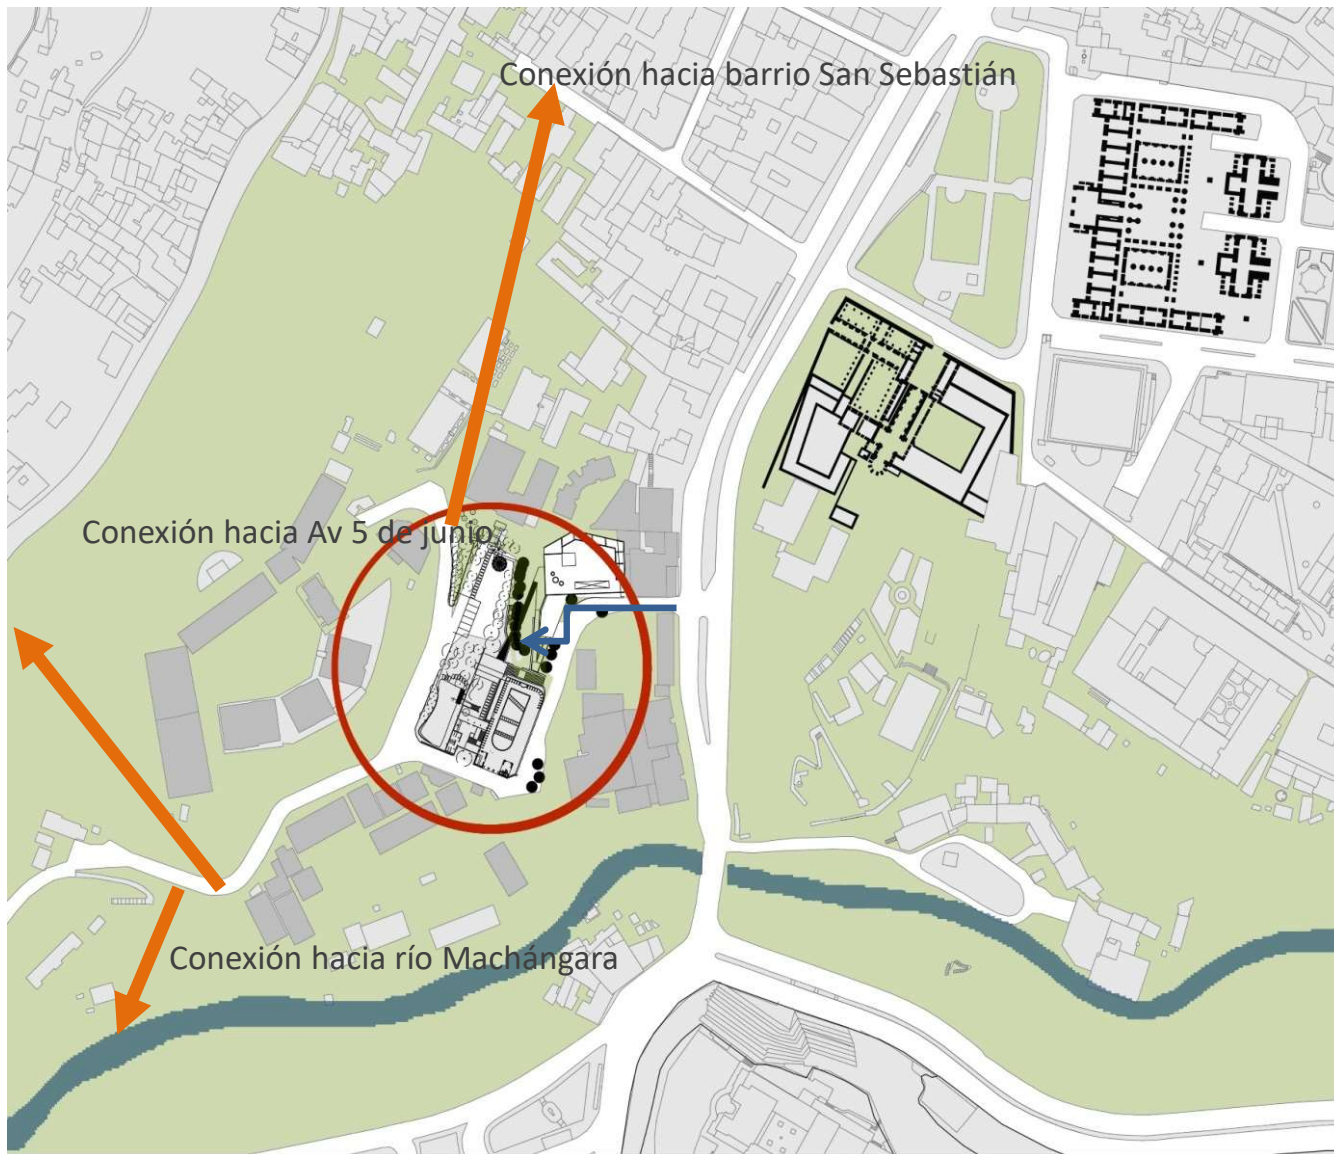 Conexión hacia barrio San Sebastián
Conexión hacia Av 5 de junio
Conexión hacia río Machángara